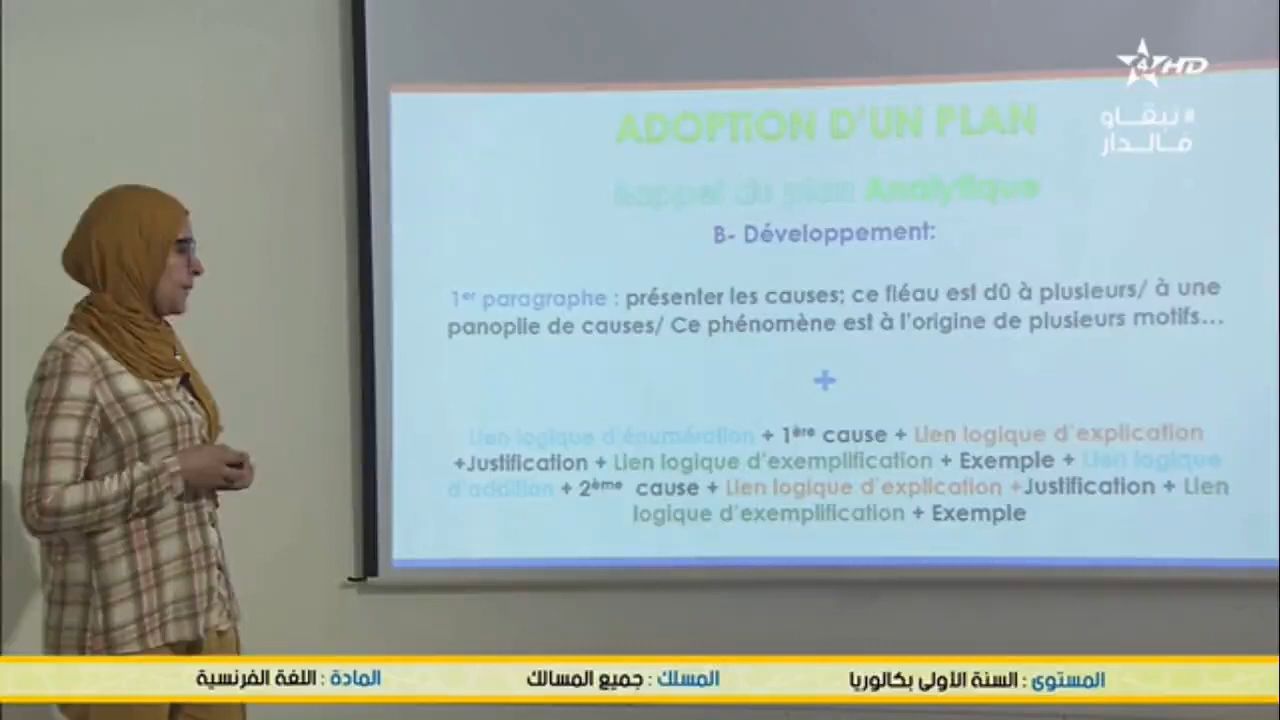 4 HD
#نبقاو
فالدار
ADOPTION D'UN PLAN
Rappel du plan Analytique
B- Développement:
1er paragraphe : présenter les causes; ce fléau est dû à plusieurs/ à une
panoplie de causes/ Ce phénomène est à l'origine de plusieurs motifs...
+
Lien logique d'énumération + 1ère cause + Lien logique d'explication
+Justification + Lien logique d'exemplification + Exemple + Lien logique
d'addition + 2ème cause + Lien logique d'explication +Justification + Lien
logique d'exemplification + Exemple
المستوى : السنة الأولى بكالوريا المسلك : جميع المسالك المادة : اللغة الفرنسية